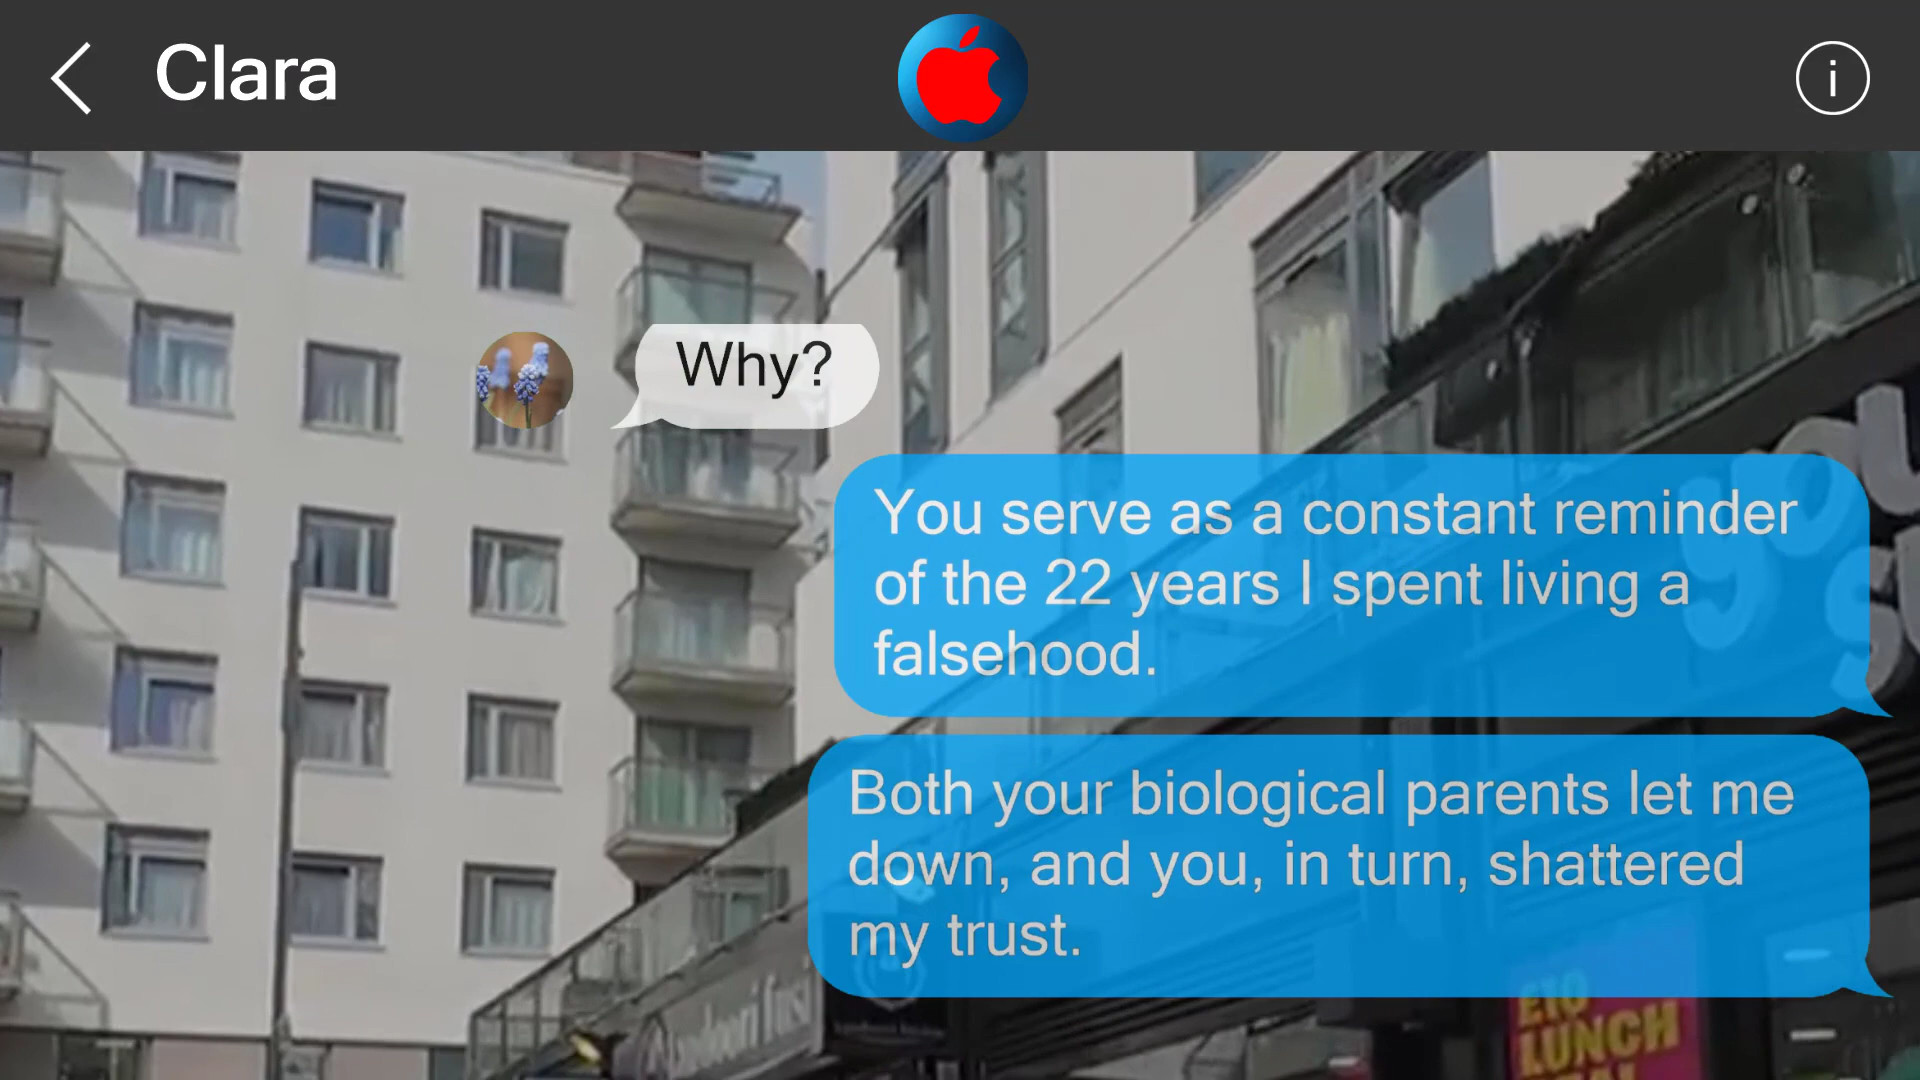 Clara
Why?
You serve as a constant reminder
of the 22 years I spent living a
falsehood.
Both your biological parents let me
down, and you, in turn, shattered
my trust.
£10
LUNCH